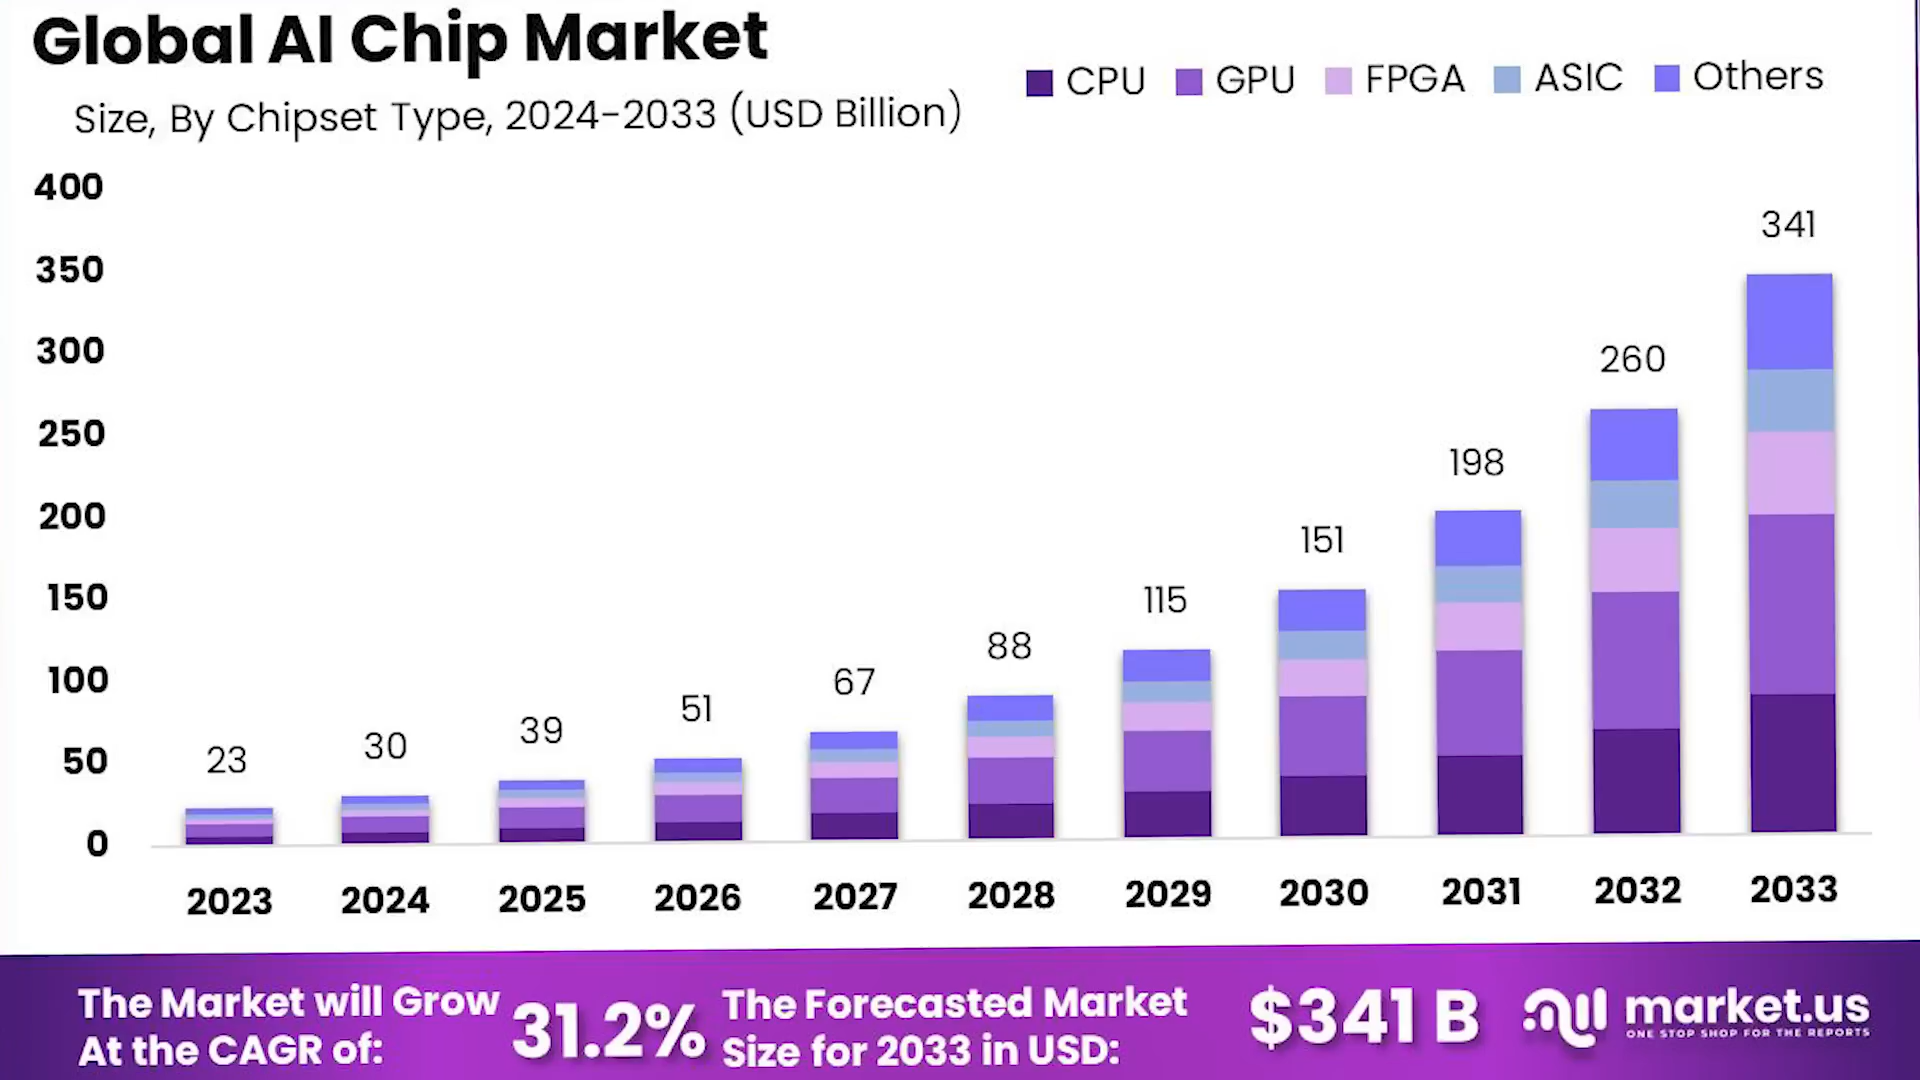 Global AI Chip Market
Size, By Chipset Type, 2024-2033 (USD Billion)
CPU GPU FPGA ASIC Others
400
350
300
250
200
150
100
50
0
23 30 39 51 67 88 115 151 198 260 341
2023 2024 2025 2026 2027 2028 2029 2030 2031 2032 2033
The Market will Grow
At the CAGR of:
31.2%
The Forecasted Market
Size for 2033 in USD:
$341 B
market.us
ONE STOP SHOP FOR THE REPORTS